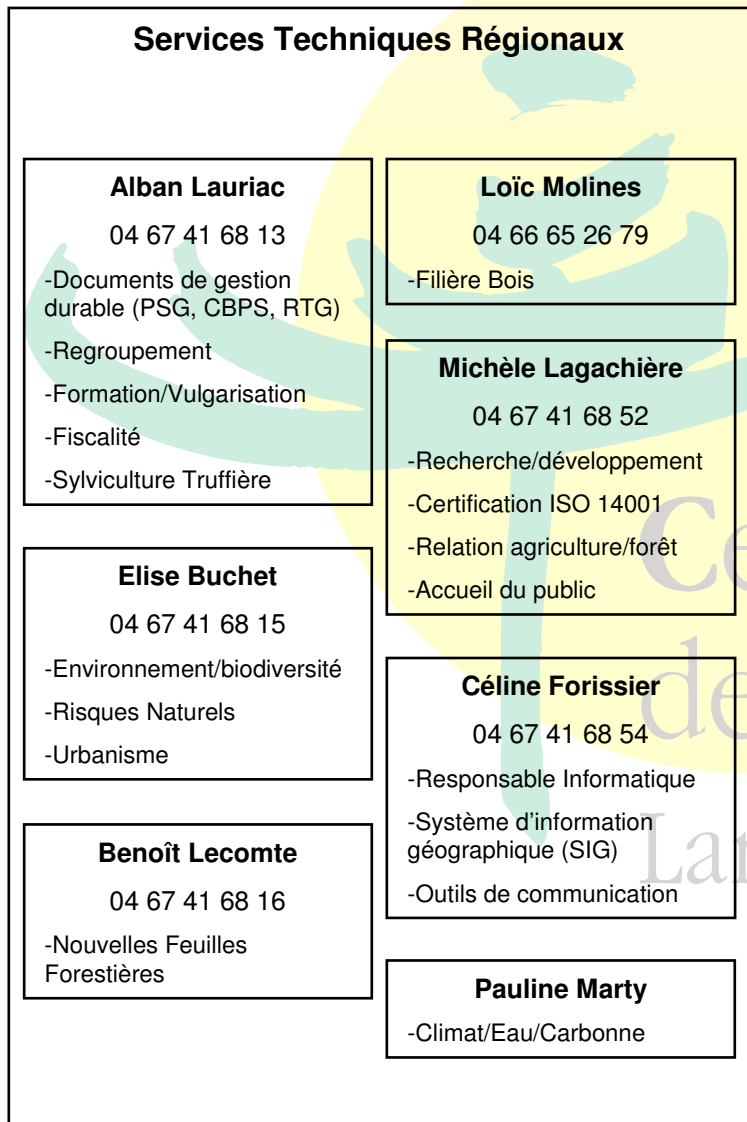 Services Techniques Régionaux
Alban Lauriac
04 67 41 68 13
-Documents de gestion
durable (PSG, CBPS, RTG)
-Regroupement
-Formation/Vulgarisation
-Fiscalité
-Sylviculture Truffière
Elise Buchet
04 67 41 68 15
-Environnement/biodiversité
-Risques Naturels
-Urbanisme
Benoît Lecomte
04 67 41 68 16
-Nouvelles Feuilles
Forestières
Loïc Molines
04 66 65 26 79
-Filière Bois
Michèle Lagachière
04 67 41 68 52
-Recherche/développement
-Certification ISO 14001
-Relation agriculture/forêt
-Accueil du public
Céline Forissier
04 67 41 68 54
-Responsable Informatique
-Système d’information
géographique (SIG)
-Outils de communication
Pauline Marty
-Climat/Eau/Carbonne
Ce
de
Lan